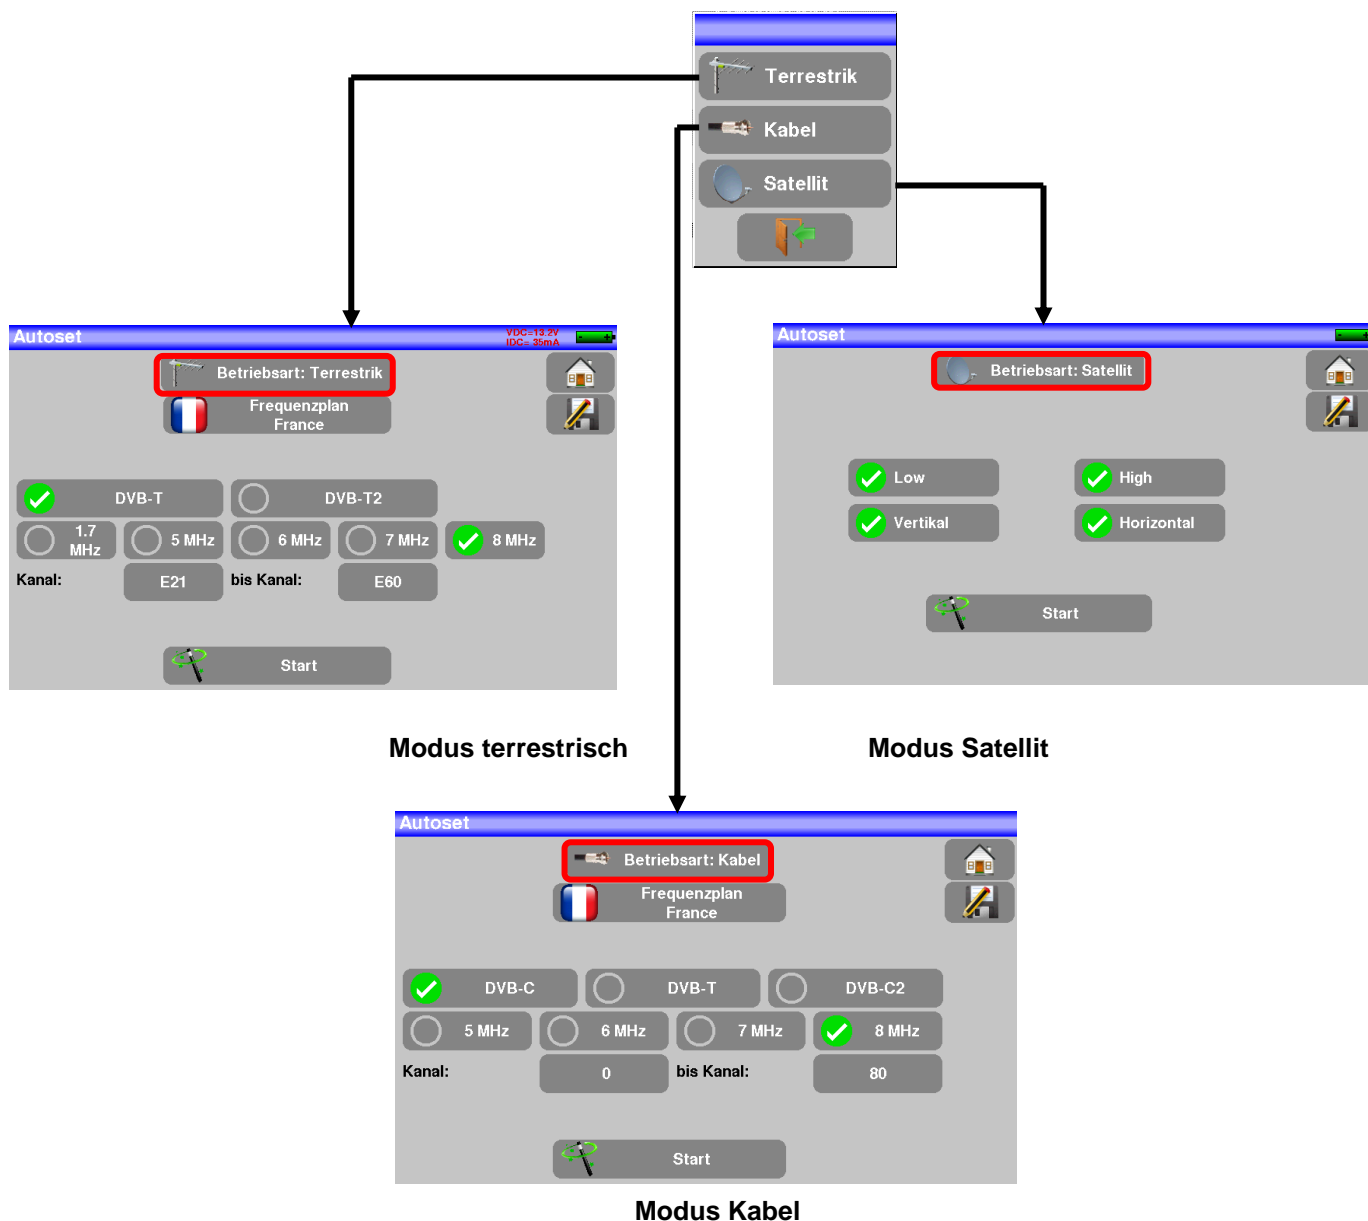 Terrestrik
Kabel
Satellit
Autoset
VDC=13.2V
IDC= 35mA
Betriebsart: Terrestrik
Frequenzplan
France
DVB-T
DVB-T2
1.7
MHz
5 MHz
6 MHz
7 MHz
8 MHz
Kanal:
E21
bis Kanal:
E60
Start
Autoset
Betriebsart: Satellit
Low
High
Vertikal
Horizontal
Start
Modus terrestrisch
Modus Satellit
Autoset
Betriebsart: Kabel
Frequenzplan
France
DVB-C
DVB-T
DVB-C2
5 MHz
6 MHz
7 MHz
8 MHz
Kanal:
0
bis Kanal:
80
Start
Modus Kabel